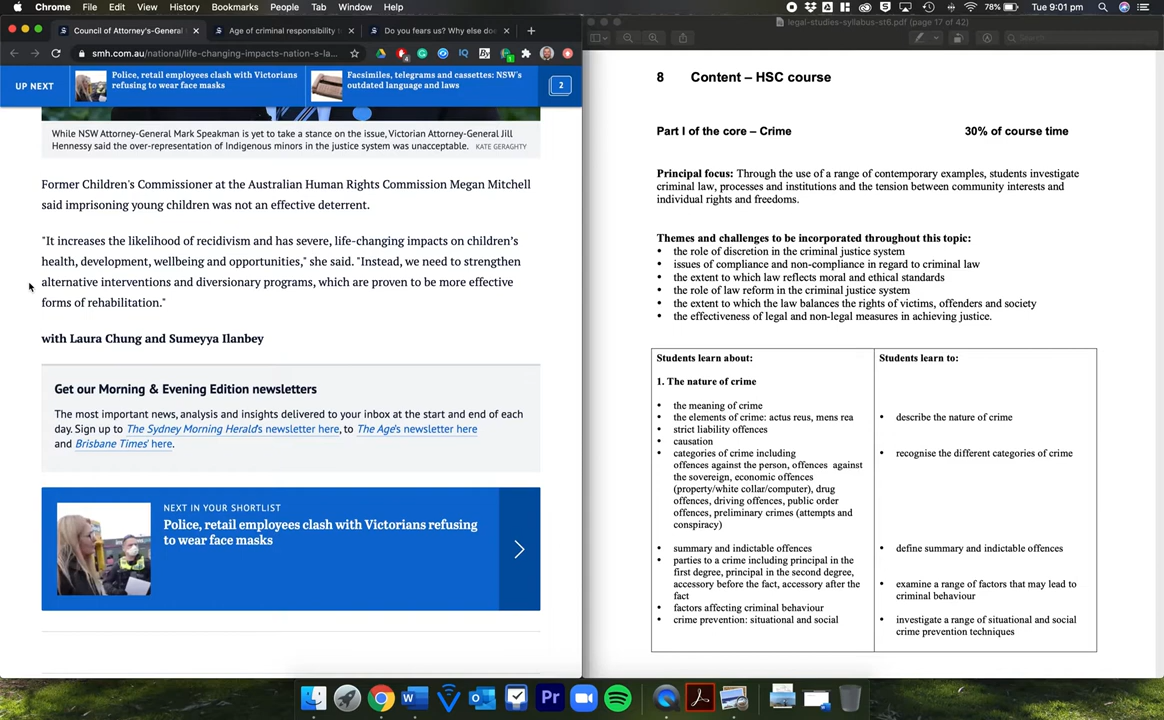 Chrome File Edit View History Bookmarks People Tab Window Help
78% Tue 9:01 pm
Council of Attorney's-General
Age of criminal responsibility
Do you fears us? Why else do
smh.com.au/national/life-changing-impacts-nation-s-la...
UP NEXT
Police, retail employees clash with Victorians
refusing to wear face masks
Facsimiles, telegrams and cassettes: NSW's
outdated language and laws
2
While NSW Attorney-General Mark Speakman is yet to take a stance on the issue, Victorian Attorney-General Jill
Hennessy said the over-representation of Indigenous minors in the justice system was unacceptable. KATE GERAGHTY
Former Children's Commissioner at the Australian Human Rights Commission Megan Mitchell
said imprisoning young children was not an effective deterrent.
"It increases the likelihood of recidivism and has severe, life-changing impacts on children's
health, development, wellbeing and opportunities," she said. "Instead, we need to strengthen
alternative interventions and diversionary programs, which are proven to be more effective
forms of rehabilitation."
with Laura Chung and Sumeyya Ilanbey
Get our Morning & Evening Edition newsletters
The most important news, analysis and insights delivered to your inbox at the start and end of each
day. Sign up to The Sydney Morning Herald's newsletter here, to The Age's newsletter here
and Brisbane Times' here.
NEXT IN YOUR SHORTLIST
Police, retail employees clash with Victorians refusing
to wear face masks
legal-studies-syllabus-st6.pdf (page 17 of 42)
Search
8 Content – HSC course
Part I of the core – Crime 30% of course time
Principal focus: Through the use of a range of contemporary examples, students investigate
criminal law, processes and institutions and the tension between community interests and
individual rights and freedoms.
Themes and challenges to be incorporated throughout this topic:
• the role of discretion in the criminal justice system
• issues of compliance and non-compliance in regard to criminal law
• the extent to which law reflects moral and ethical standards
• the role of law reform in the criminal justice system
• the extent to which the law balances the rights of victims, offenders and society
• the effectiveness of legal and non-legal measures in achieving justice.
Students learn about:
1. The nature of crime
• the meaning of crime
• the elements of crime: actus reus, mens rea
• strict liability offences
• causation
• categories of crime including
offences against the person, offences against
the sovereign, economic offences
(property/white collar/computer), drug
offences, driving offences, public order
offences, preliminary crimes (attempts and
conspiracy)
• summary and indictable offences
• parties to a crime including principal in the
first degree, principal in the second degree,
accessory before the fact, accessory after the
fact
• factors affecting criminal behaviour
• crime prevention: situational and social
Students learn to:
• describe the nature of crime
• recognise the different categories of crime
• define summary and indictable offences
• examine a range of factors that may lead to
criminal behaviour
• investigate a range of situational and social
crime prevention techniques